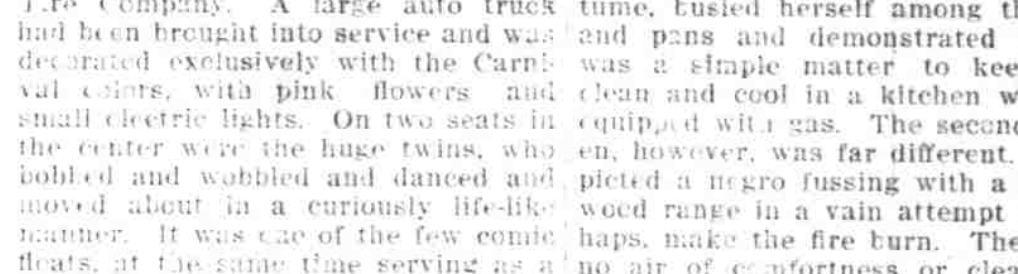 Tire Company. A large auto truck
had been brought into service and was
decorated exclusively with the Carni-
val colors, with pink flowers and
small electric lights. On two seats in
the center were the huge twins, who
bobbed and wobbled and danced and
moved about in a curiously life-like
manner. It was one of the few comic
floats, at the same time serving as a
tume, busied herself among
and pans and demonstrated
was a simple matter to
clean and cool in a kitchen
equipped with gas. The
en, however, was far different.
picted a negro fussing with a
wood range in a vain attempt
haps, make the fire burn.
no air of comfortness or